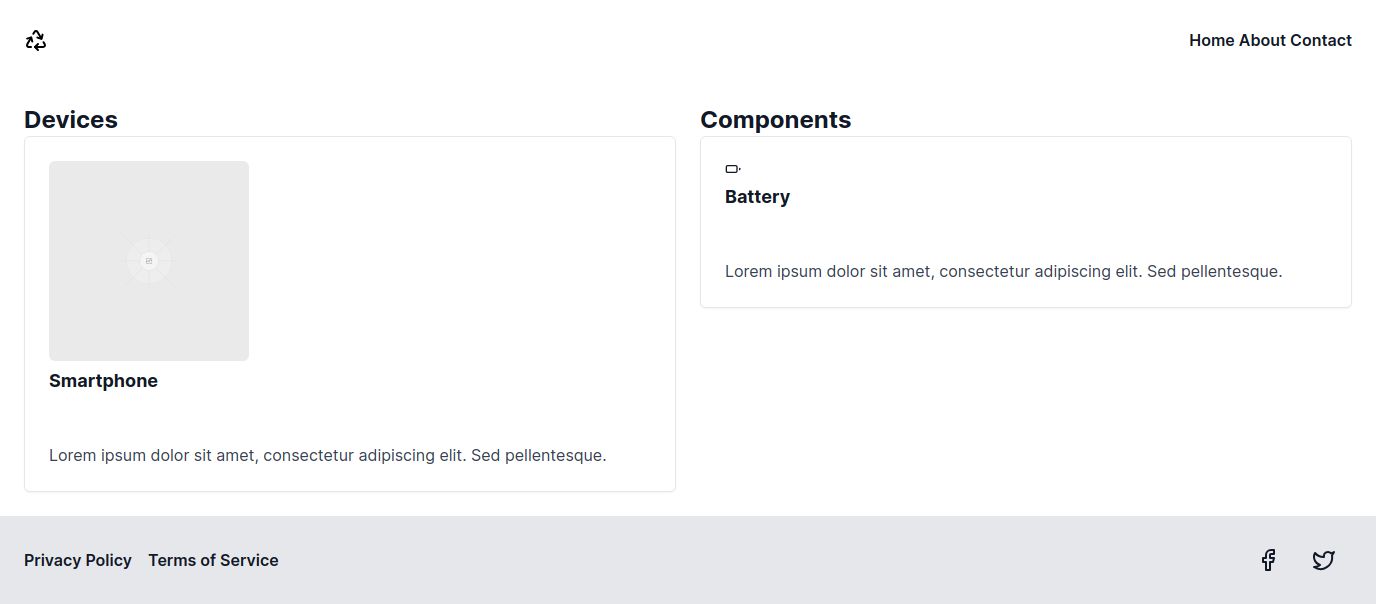 Home About Contact
Devices
Smartphone
Lorem ipsum dolor sit amet, consectetur adipiscing elit. Sed pellentesque.
Components
Battery
Lorem ipsum dolor sit amet, consectetur adipiscing elit. Sed pellentesque.
Privacy Policy Terms of Service